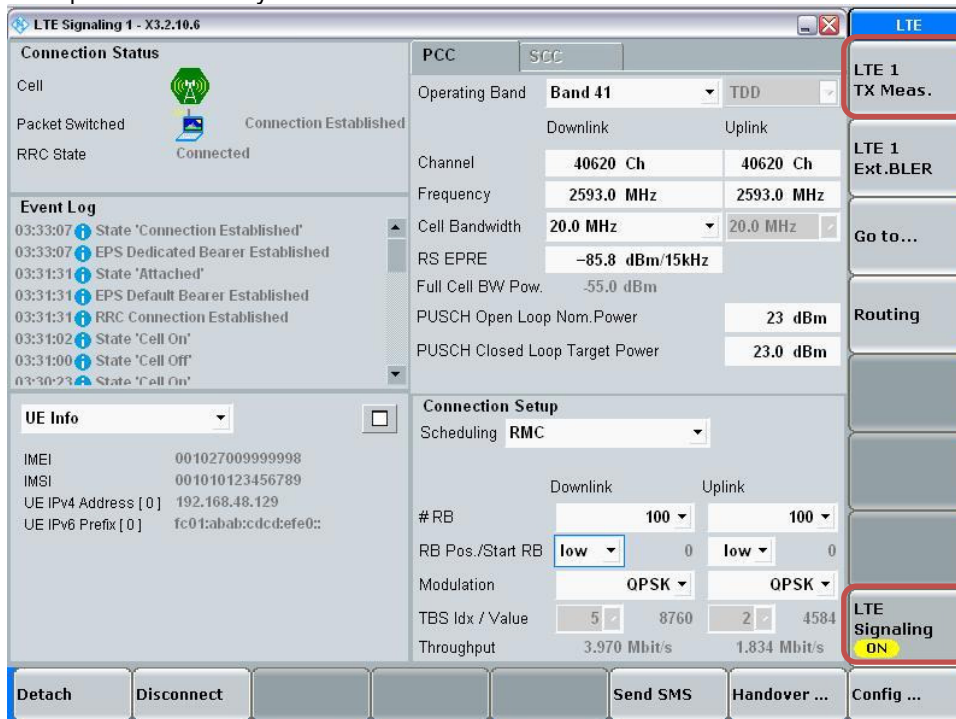 LTE Signaling 1 - X3.2.10.6
LTE
Connection Status
Cell
Packet Switched Connection Established
RRC State Connected
Event Log
03:33:07 State 'Connection Established'
03:33:07 EPS Dedicated Bearer Established
03:31:31 State 'Attached'
03:31:31 EPS Default Bearer Established
03:31:31 RRC Connection Established
03:31:02 State 'Cell On'
03:31:00 State 'Cell Off'
03:30:23 State 'Cell On'
UE Info
IMEI 001027009999998
IMSI 001010123456789
UE IPv4 Address [ 0 ] 192.168.48.129
UE IPv6 Prefix [ 0 ] fc01:abab:cdcd:efe0::
PCC SCC
Operating Band Band 41 TDD
Downlink Uplink
Channel 40620 Ch 40620 Ch
Frequency 2593.0 MHz 2593.0 MHz
Cell Bandwidth 20.0 MHz 20.0 MHz
RS EPRE −85.8 dBm/15kHz
Full Cell BW Pow. -55.0 dBm
PUSCH Open Loop Nom.Power 23 dBm
PUSCH Closed Loop Target Power 23.0 dBm
Connection Setup
Scheduling RMC
Downlink Uplink
# RB 100 100
RB Pos./Start RB low 0 low 0
Modulation QPSK QPSK
TBS Idx / Value 5 8760 2 4584
Throughput 3.970 Mbit/s 1.834 Mbit/s
LTE 1
TX Meas.
LTE 1
Ext.BLER
Go to...
Routing
LTE
Signaling
ON
Detach Disconnect Send SMS Handover ... Config ...